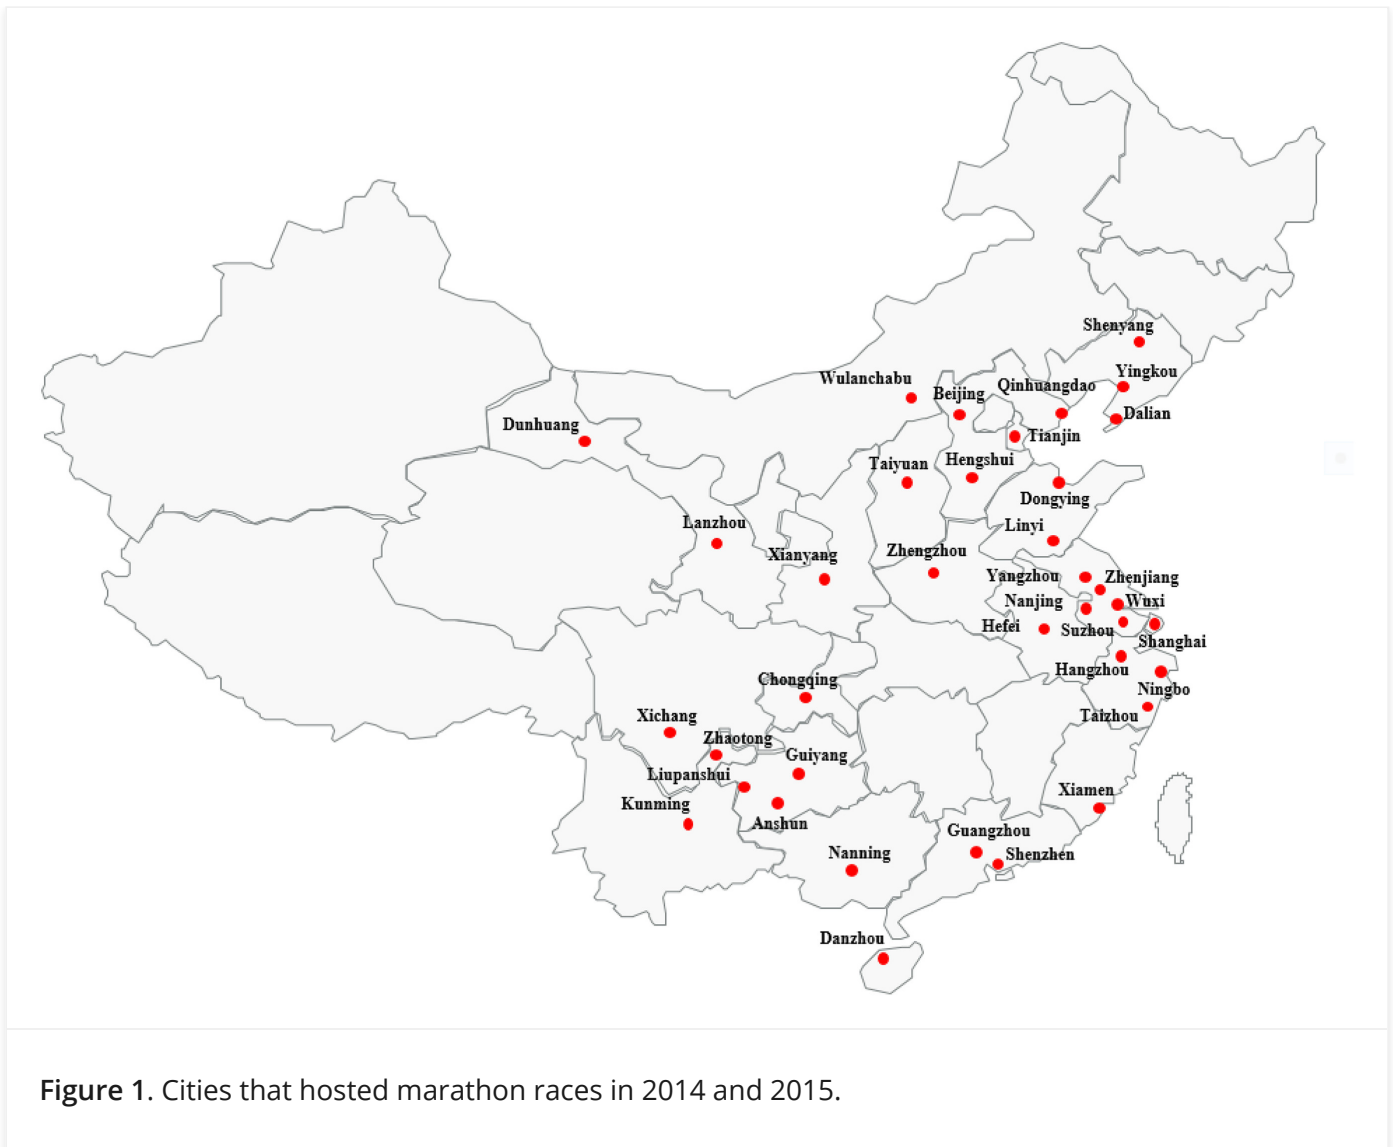 Shenyang
Yingkou
Wulanchabu
Qinhuangdao
Beijing
Dalian
Dunhuang
Tianjin
Hengshui
Taiyuan
Dongying
Lanzhou
Linyi
Zhengzhou
Xianyang
Yangzhou
Zhenjiang
Nanjing
Wuxi
Hefei
Suzhou
Shanghai
Hangzhou
Chongqing
Ningbo
Xichang
Taizhou
Zhaotong
Guiyang
Liupanshui
Xiamen
Kunming
Anshun
Guangzhou
Nanning
Shenzhen
Danzhou
Figure 1. Cities that hosted marathon races in 2014 and 2015.